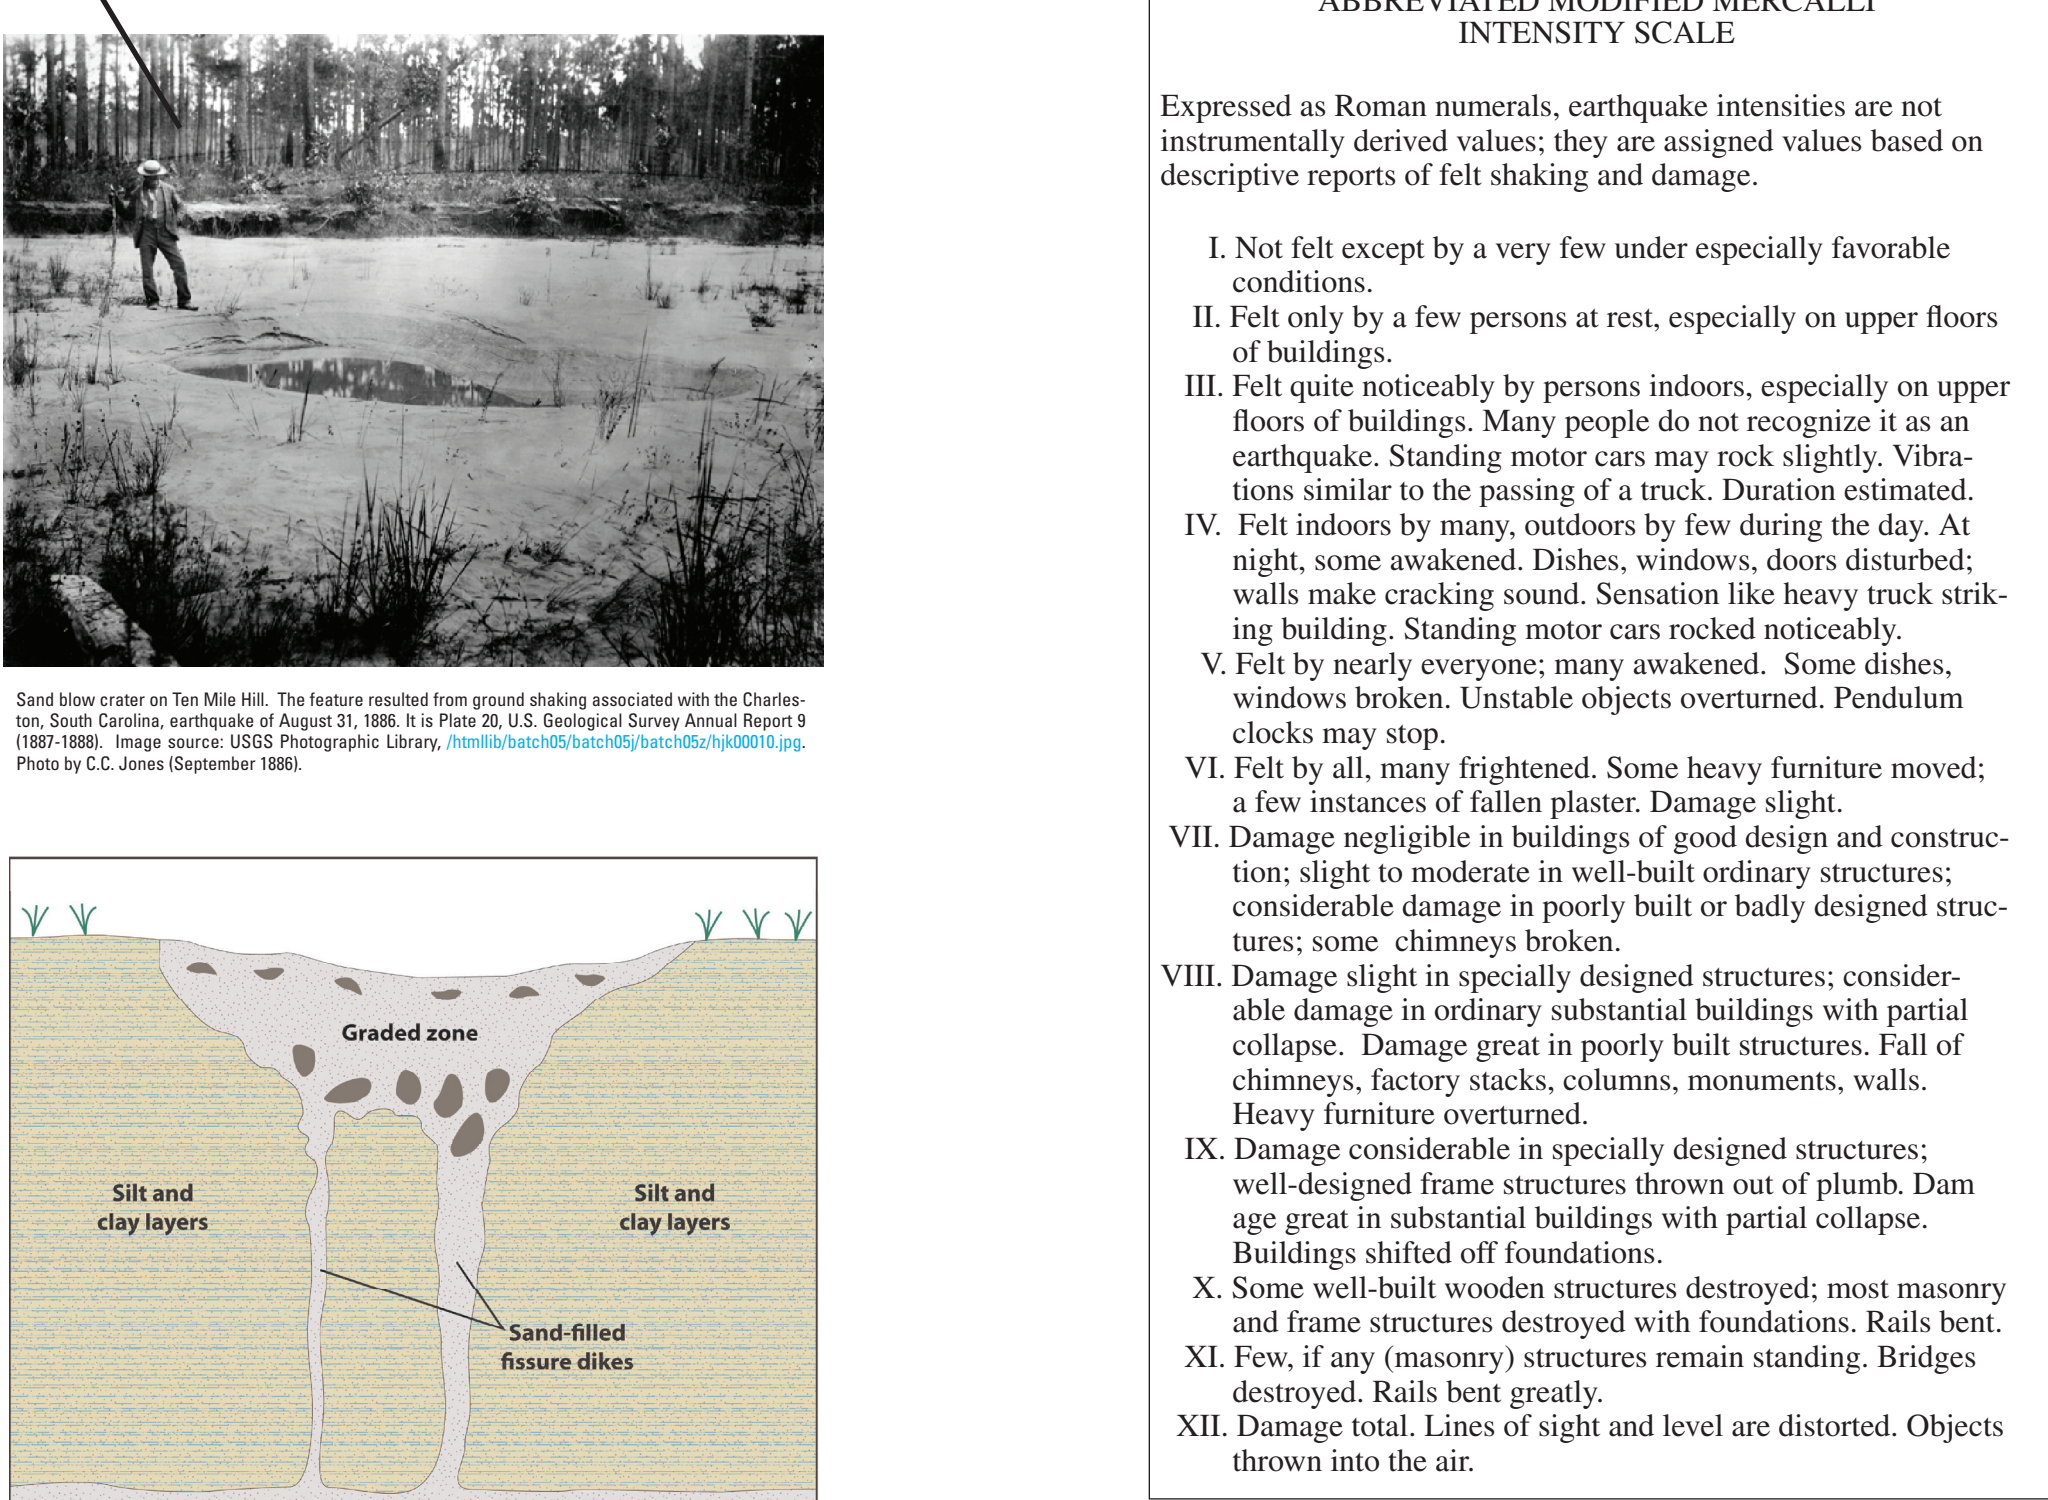 Sand blow crater on Ten Mile Hill. The feature resulted from ground shaking associated with the Charles-
ton, South Carolina, earthquake of August 31, 1886. It is Plate 20, U.S. Geological Survey Annual Report 9
(1887-1888). Image source: USGS Photographic Library, /htmllib/batch05/batch05j/batch05z/hjk00010.jpg.
Photo by C.C. Jones (September 1886).
Graded zone
Silt and
clay layers
Silt and
clay layers
Sand-filled
fissure dikes
ABBREVIATED MODIFIED MERCALLI
INTENSITY SCALE
Expressed as Roman numerals, earthquake intensities are not
instrumentally derived values; they are assigned values based on
descriptive reports of felt shaking and damage.
I. Not felt except by a very few under especially favorable
conditions.
II. Felt only by a few persons at rest, especially on upper floors
of buildings.
III. Felt quite noticeably by persons indoors, especially on upper
floors of buildings. Many people do not recognize it as an
earthquake. Standing motor cars may rock slightly. Vibra-
tions similar to the passing of a truck. Duration estimated.
IV. Felt indoors by many, outdoors by few during the day. At
night, some awakened. Dishes, windows, doors disturbed;
walls make cracking sound. Sensation like heavy truck strik-
ing building. Standing motor cars rocked noticeably.
V. Felt by nearly everyone; many awakened. Some dishes,
windows broken. Unstable objects overturned. Pendulum
clocks may stop.
VI. Felt by all, many frightened. Some heavy furniture moved;
a few instances of fallen plaster. Damage slight.
VII. Damage negligible in buildings of good design and construc-
tion; slight to moderate in well-built ordinary structures;
considerable damage in poorly built or badly designed struc-
tures; some chimneys broken.
VIII. Damage slight in specially designed structures; consider-
able damage in ordinary substantial buildings with partial
collapse. Damage great in poorly built structures. Fall of
chimneys, factory stacks, columns, monuments, walls.
Heavy furniture overturned.
IX. Damage considerable in specially designed structures;
well-designed frame structures thrown out of plumb. Dam
age great in substantial buildings with partial collapse.
Buildings shifted off foundations.
X. Some well-built wooden structures destroyed; most masonry
and frame structures destroyed with foundations. Rails bent.
XI. Few, if any (masonry) structures remain standing. Bridges
destroyed. Rails bent greatly.
XII. Damage total. Lines of sight and level are distorted. Objects
thrown into the air.